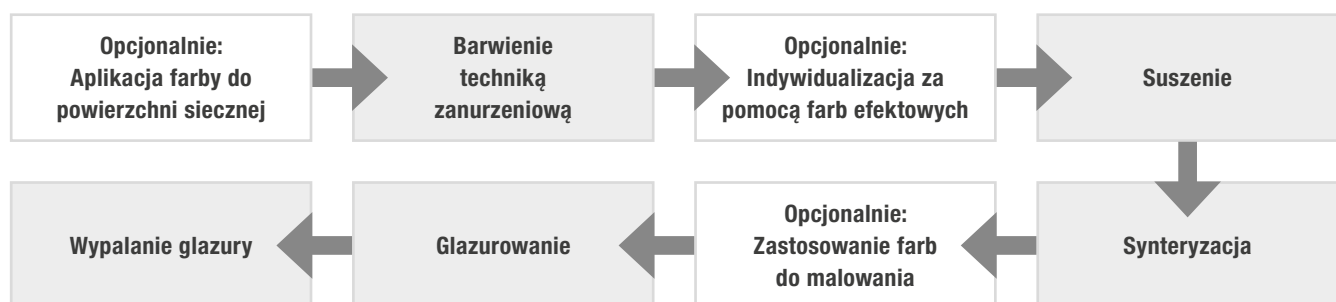 Opcjonalnie:
Aplikacja farby do
powierzchni siecznej
Barwienie
techniką
zanurzeniową
Opcjonalnie:
Indywidualizacja za
pomocą farb efektowych
Suszenie
Synteryzacja
Opcjonalnie:
Zastosowanie farb
do malowania
Glazurowanie
Wypalanie glazury